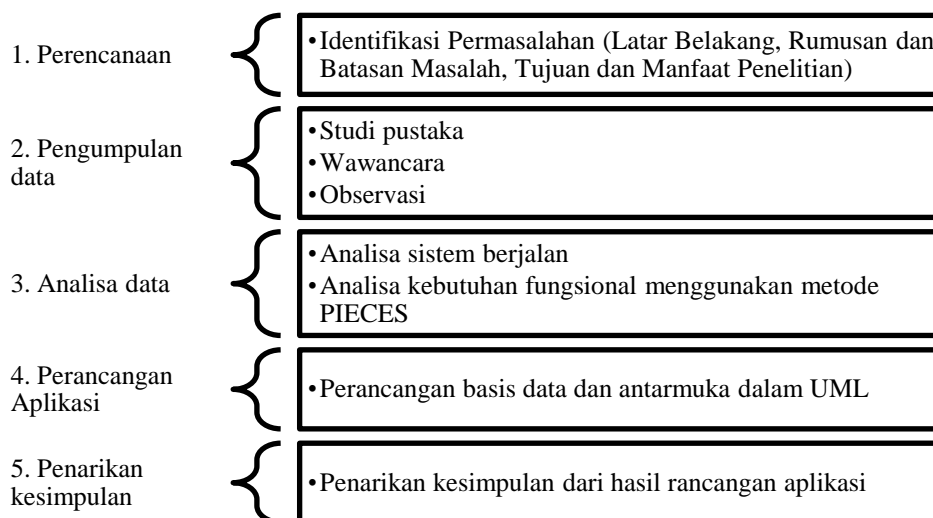 1. Perencanaan
•Identifikasi Permasalahan (Latar Belakang, Rumusan dan
Batasan Masalah, Tujuan dan Manfaat Penelitian)
2. Pengumpulan
data
•Studi pustaka
•Wawancara
•Observasi
3. Analisa data
•Analisa sistem berjalan
•Analisa kebutuhan fungsional menggunakan metode
PIECES
4. Perancangan
Aplikasi
•Perancangan basis data dan antarmuka dalam UML
5. Penarikan
kesimpulan
•Penarikan kesimpulan dari hasil rancangan aplikasi